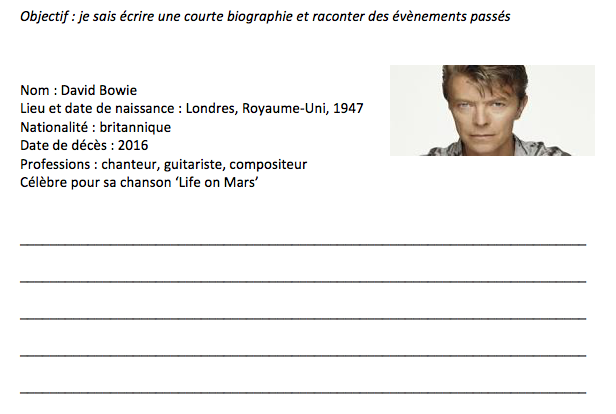 Objectif : je sais écrire une courte biographie et raconter des évènements passés
Nom : David Bowie
Lieu et date de naissance : Londres, Royaume-Uni, 1947
Nationalité : britannique
Date de décès : 2016
Professions : chanteur, guitariste, compositeur
Célèbre pour sa chanson ‘Life on Mars’